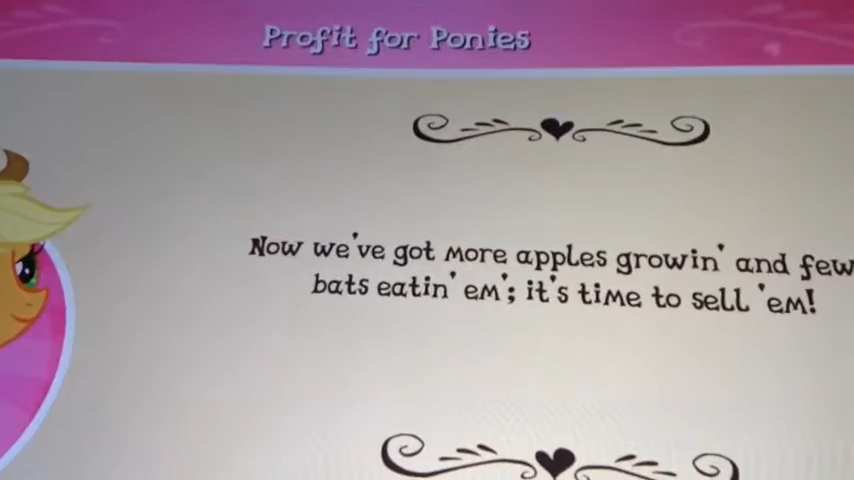 Profit for Ponies
Now we've got more apples growin' and few
bats eatin' em'; it's time to sell 'em!